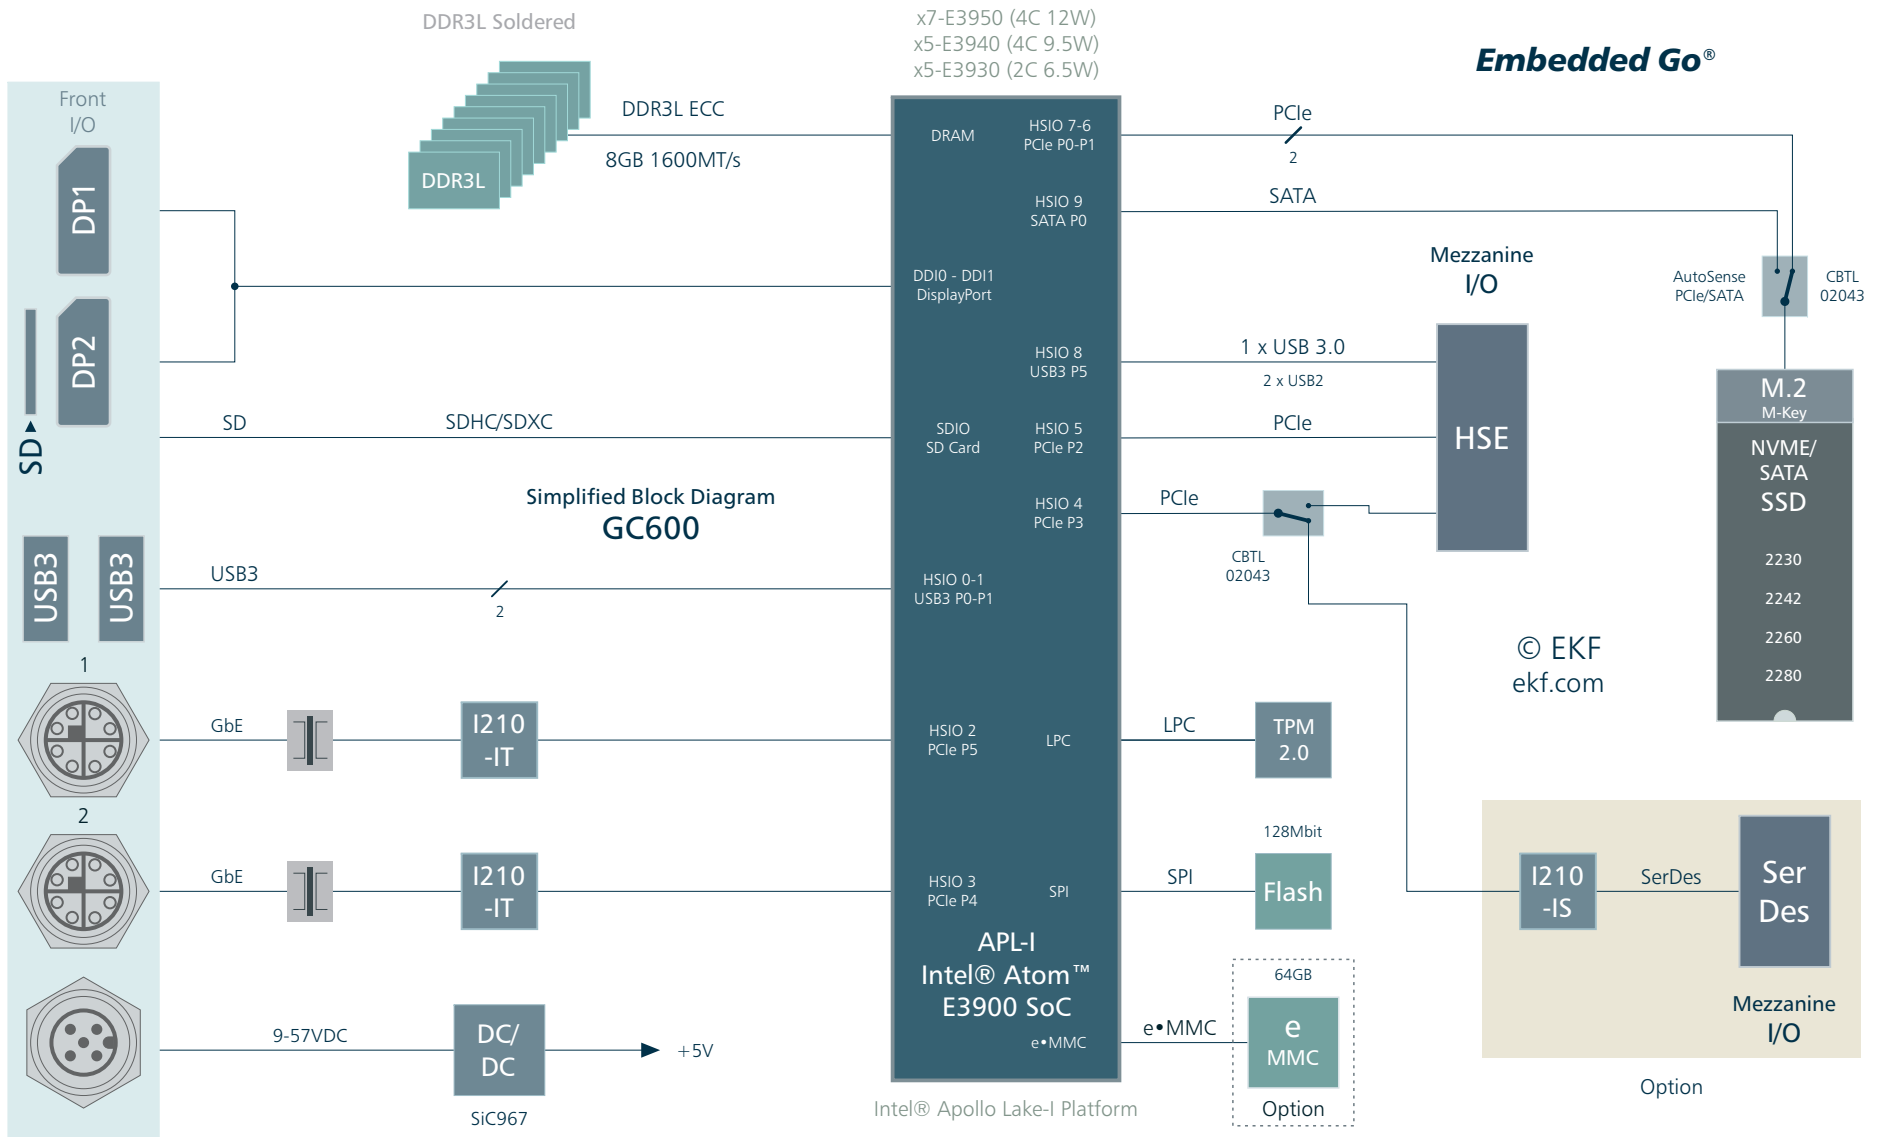 DDR3L Soldered
x7-E3950 (4C 12W)
x5-E3940 (4C 9.5W)
x5-E3930 (2C 6.5W)
Embedded Go®
Front
I/O
DP1
DP2
SD
USB3
USB3
1
2
DDR3L ECC
8GB 1600MT/s
DDR3L
SD
SDHC/SDXC
Simplified Block Diagram
GC600
USB3
2
GbE
I210
-IT
GbE
I210
-IT
9-57VDC
DC/
DC
SiC967
+5V
DRAM
HSIO 7-6
PCIe P0-P1
HSIO 9
SATA P0
DDI0 - DDI1
DisplayPort
HSIO 8
USB3 P5
SDIO
SD Card
HSIO 5
PCIe P2
HSIO 4
PCIe P3
HSIO 0-1
USB3 P0-P1
HSIO 2
PCIe P5
LPC
HSIO 3
PCIe P4
SPI
APL-I
Intel® Atom™
E3900 SoC
e•MMC
Intel® Apollo Lake-I Platform
PCIe
2
SATA
Mezzanine
I/O
AutoSense
PCIe/SATA
CBTL
02043
1 x USB 3.0
2 x USB2
PCIe
HSE
PCIe
CBTL
02043
M.2
M-Key
NVME/
SATA
SSD
2230
2242
2260
2280
© EKF
ekf.com
LPC
TPM
2.0
128Mbit
SPI
Flash
64GB
e•MMC
e
MMC
Option
I210
-IS
SerDes
Ser
Des
Mezzanine
I/O
Option